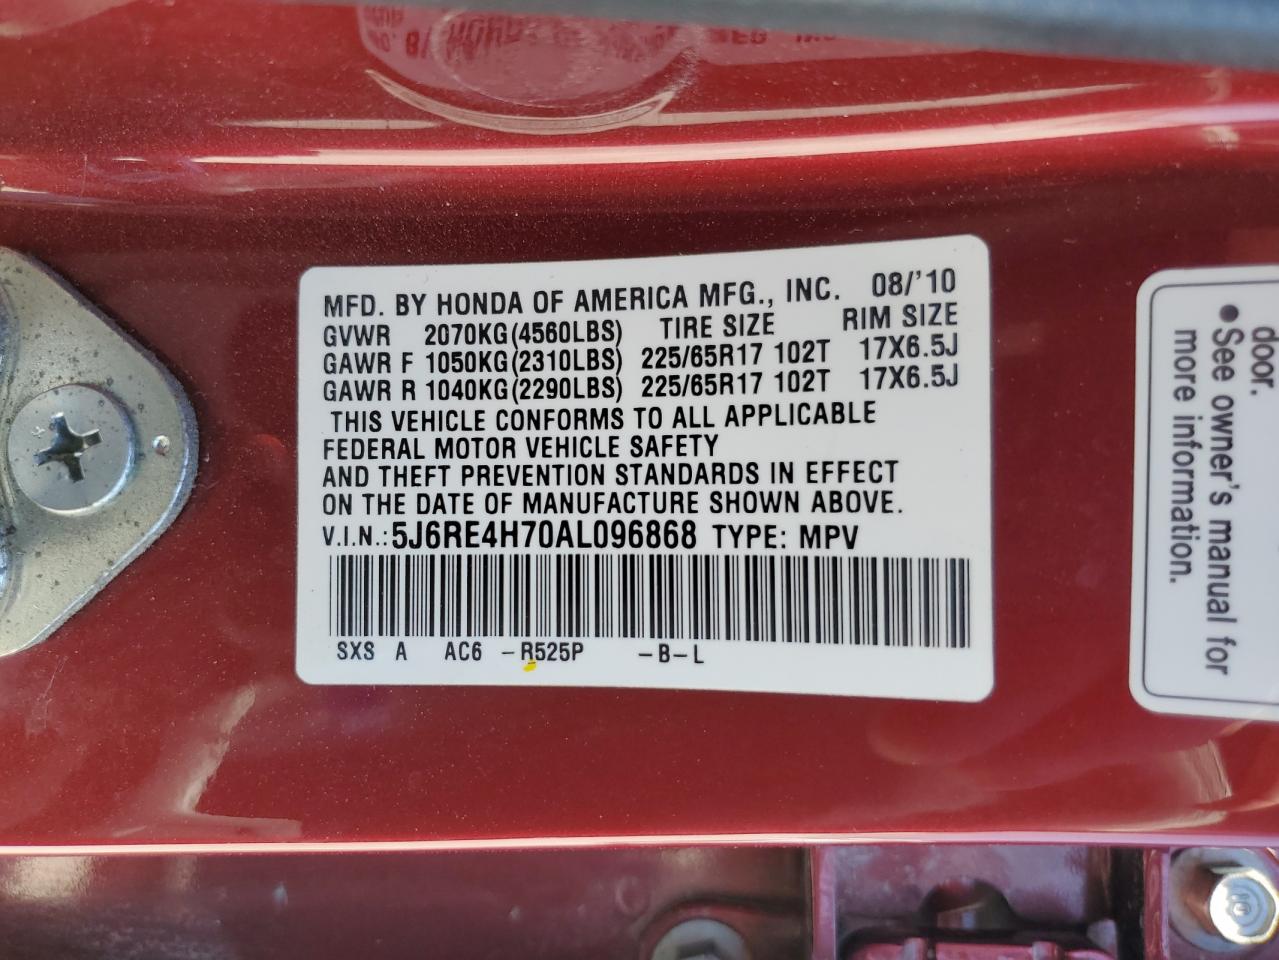 MFD. BY HONDA OF AMERICA MFG., INC. 08/'10
GVWR 2070KG(4560LBS) TIRE SIZE RIM SIZE
GAWR F 1050KG(2310LBS) 225/65R17 102T 17X6.5J
GAWR R 1040KG(2290LBS) 225/65R17 102T 17X6.5J
THIS VEHICLE CONFORMS TO ALL APPLICABLE
FEDERAL MOTOR VEHICLE SAFETY
AND THEFT PREVENTION STANDARDS IN EFFECT
ON THE DATE OF MANUFACTURE SHOWN ABOVE.
V.I.N.:5J6RE4H70AL096868 TYPE: MPV
SXS A AC6 -R525P -B-L
door.
● See owner's manual for
more information.